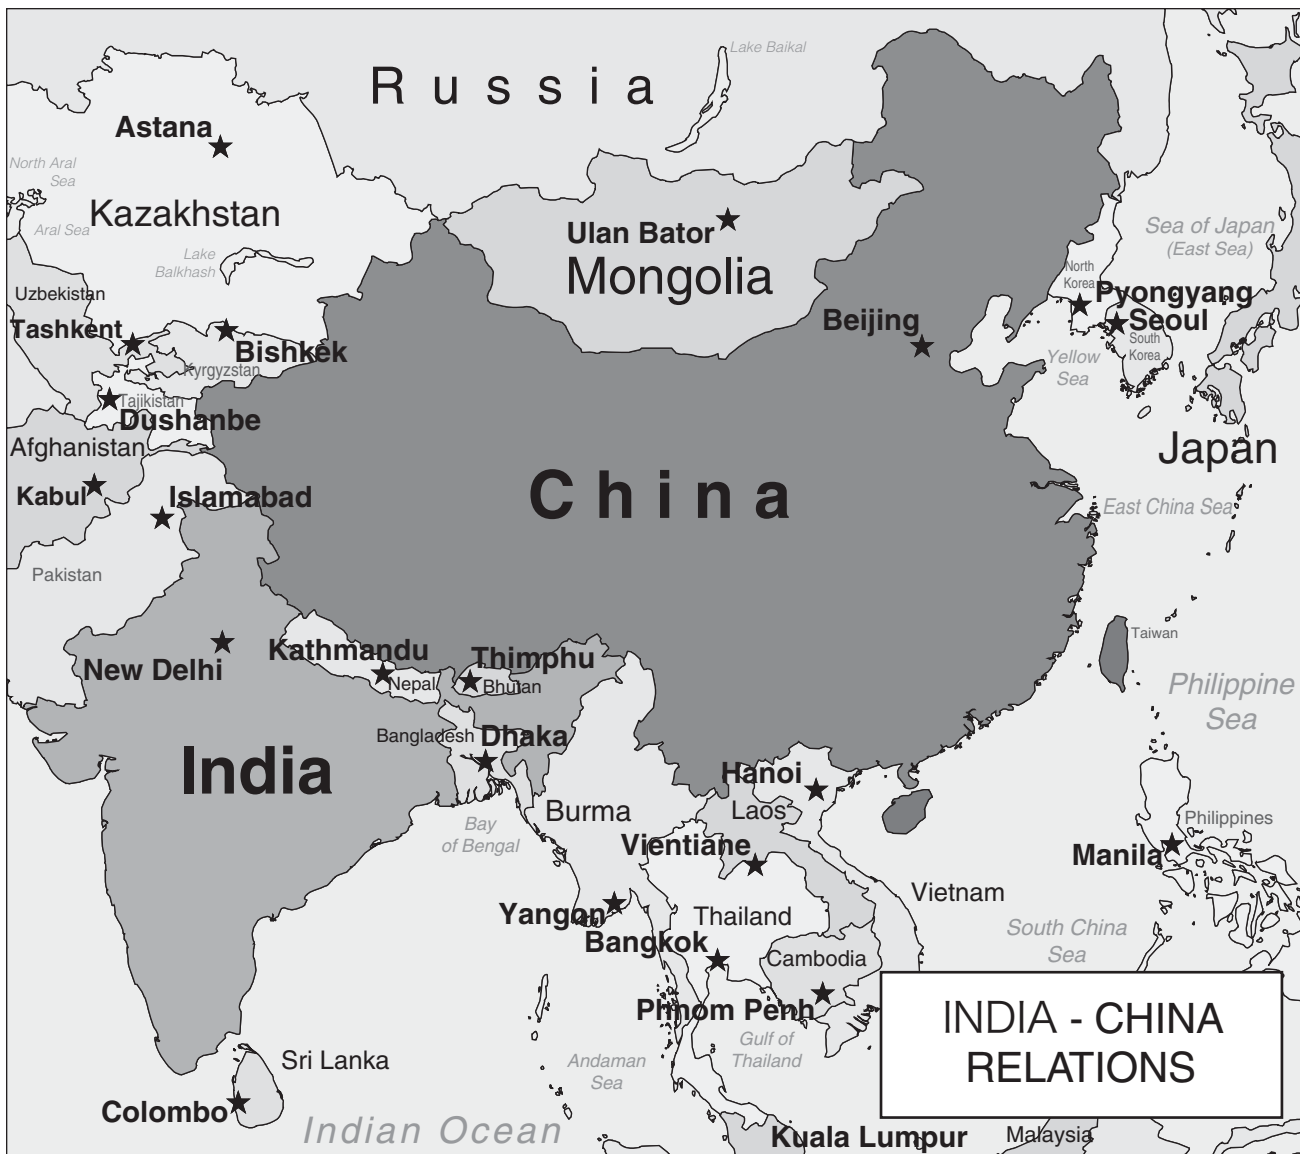 Lake Baikal
Russia
Astana
North Aral
Sea
Kazakhstan
Aral Sea
Lake
Balkhash
Ulan Bator
Mongolia
Sea of Japan
(East Sea)
North
Korea
Pyongyang
Uzbekistan
Tashkent
Bishkek
Kyrgyzstan
Beijing
Seoul
South
Korea
Yellow
Sea
Tajikistan
Dushanbe
Afghanistan
Japan
Kabul
Islamabad
China
East China Sea
Pakistan
Taiwan
Kathmandu
Thimphu
New Delhi
Nepal
Bhutan
Philippine
Sea
Bangladesh
Dhaka
India
Hanoi
Burma
Laos
Bay
of Bengal
Philippines
Vientiane
Manila
Vietnam
Yangon
Thailand
South China
Sea
Bangkok
Cambodia
Phnom Penh
INDIA - CHINA
RELATIONS
Gulf of
Thailand
Sri Lanka
Andaman
Sea
Colombo
Indian Ocean
Kuala Lumpur
Malaysia